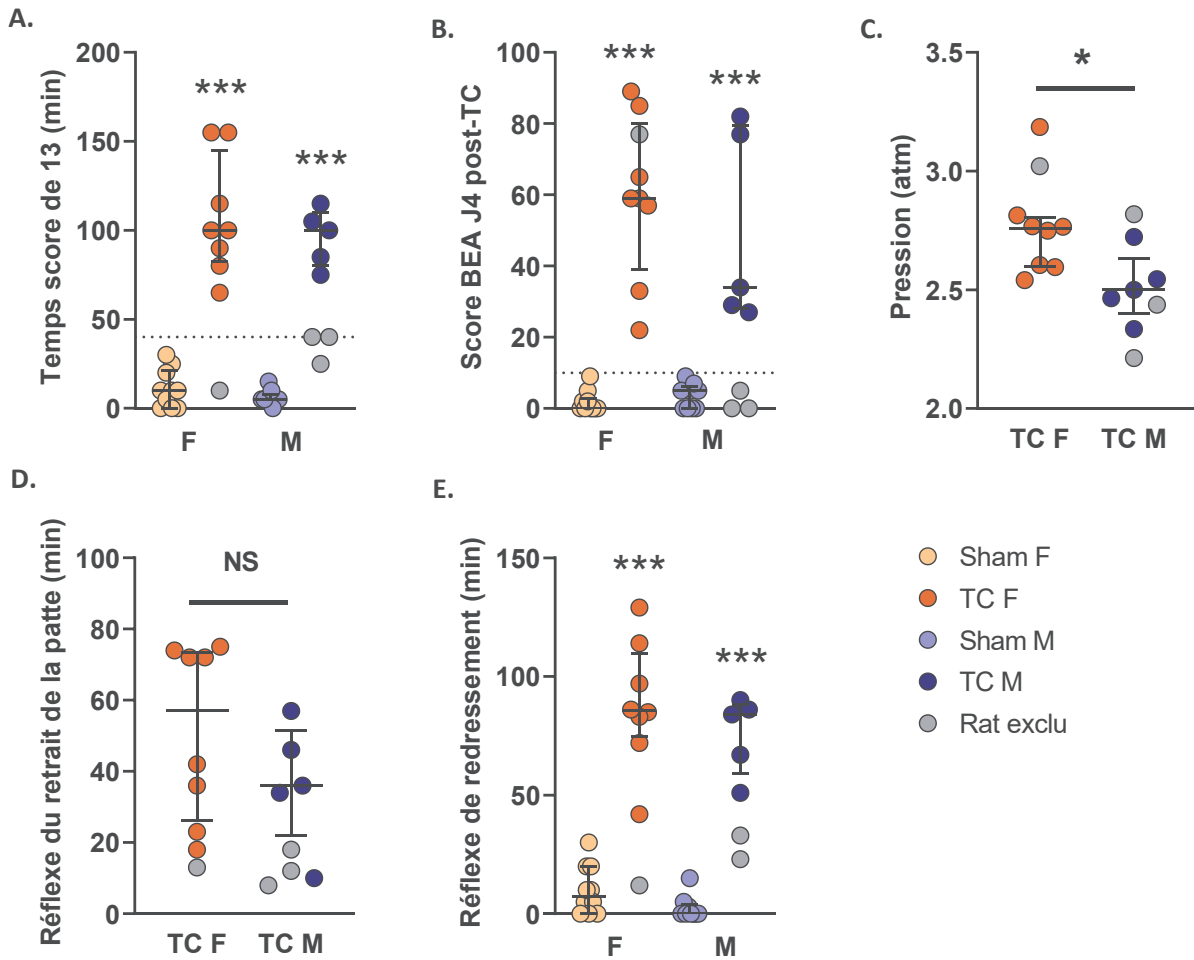 A.
Temps score de 13 (min)
200
150
100
50
0
***
***
F
M
B.
Score BEA J4 post-TC
100
80
60
40
20
0
***
***
F
M
C.
Pression (atm)
3.5
3.0
2.5
2.0
*
TC F
TC M
D.
Réflexe du retrait de la patte (min)
100
80
60
40
20
0
NS
TC F
TC M
E.
Réflexe de redressement (min)
150
100
50
0
***
***
F
M
Sham F
TC F
Sham M
TC M
Rat exclu